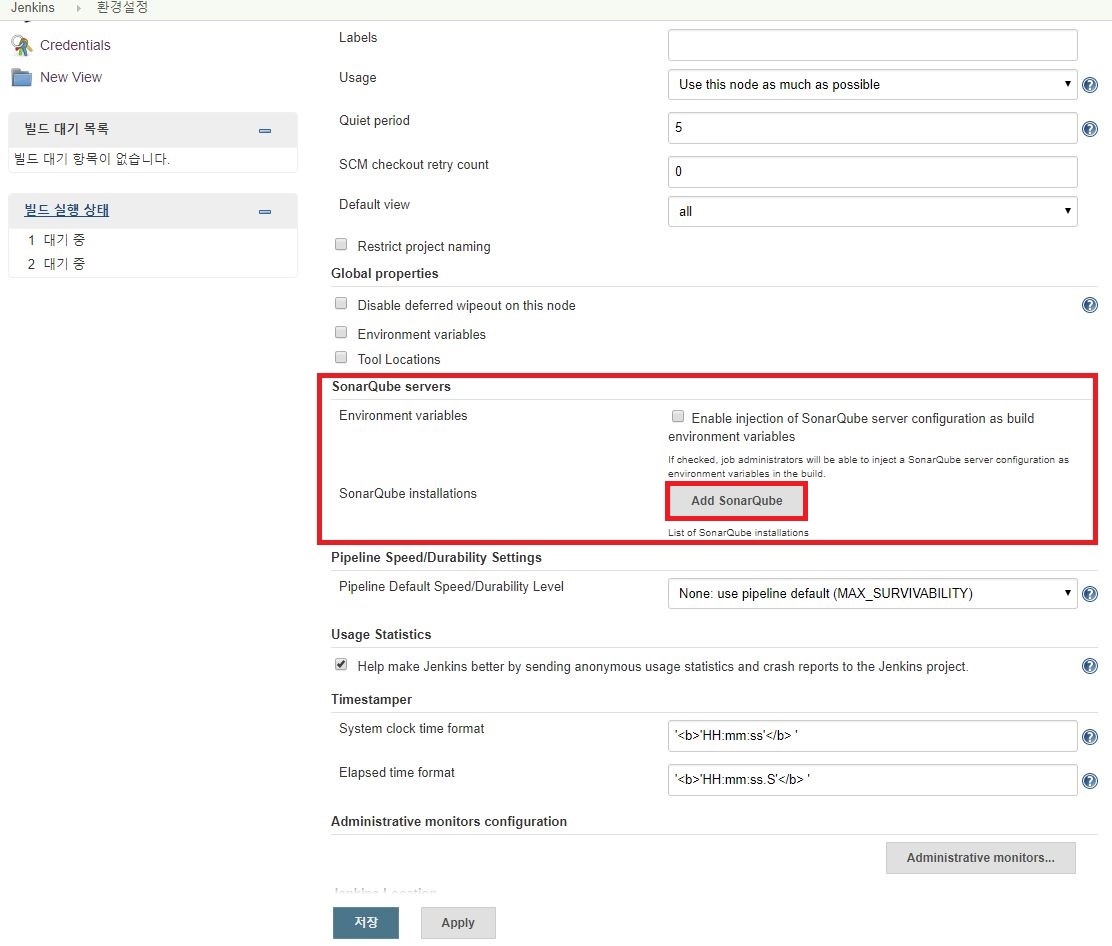 Jenkins 환경설정
Credentials
New View
빌드 대기 목록
빌드 대기 항목이 없습니다.
빌드 실행 상태
1 대기 중
2 대기 중
Labels
Usage Use this node as much as possible
Quiet period 5
SCM checkout retry count 0
Default view all
Restrict project naming
Global properties
Disable deferred wipeout on this node
Environment variables
Tool Locations
SonarQube servers
Environment variables Enable injection of SonarQube server configuration as build
environment variables
If checked, job administrators will be able to inject a SonarQube server configuration as
environment variables in the build.
SonarQube installations Add SonarQube
List of SonarQube installations
Pipeline Speed/Durability Settings
Pipeline Default Speed/Durability Level None: use pipeline default (MAX_SURVIVABILITY)
Usage Statistics
Help make Jenkins better by sending anonymous usage statistics and crash reports to the Jenkins project.
Timestamper
System clock time format '<b>'HH:mm:ss'</b> '
Elapsed time format '<b>'HH:mm:ss.S'</b> '
Administrative monitors configuration
Administrative monitors...
Jenkins Location
저장 Apply